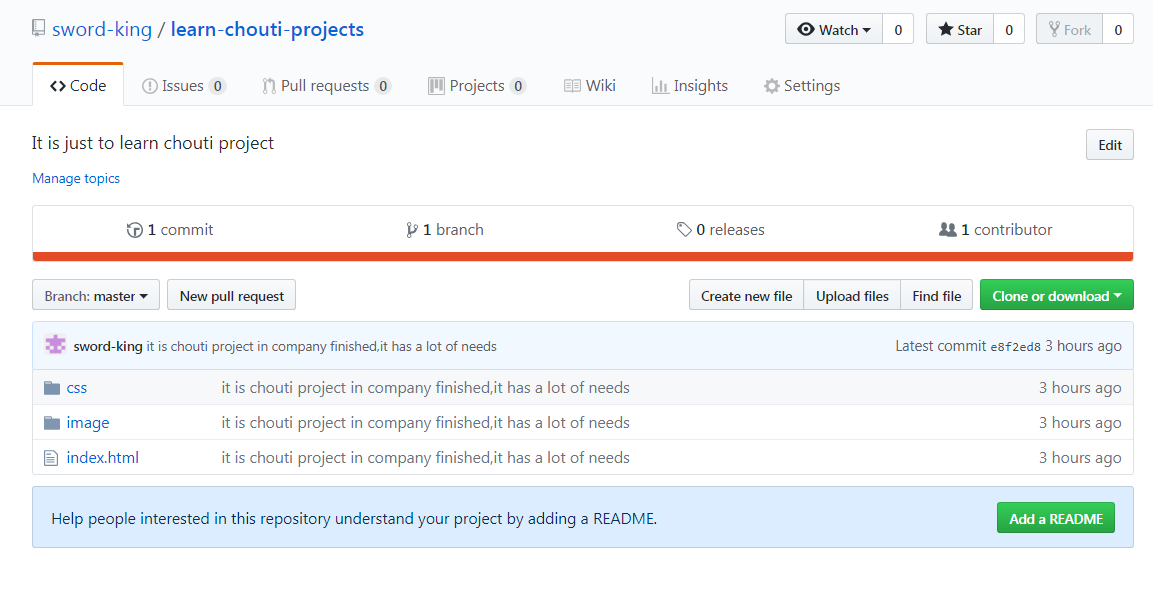 sword-king / learn-chouti-projects Watch 0 Star 0 Fork 0
Code Issues 0 Pull requests 0 Projects 0 Wiki Insights Settings
It is just to learn chouti project Edit
Manage topics
1 commit 1 branch 0 releases 1 contributor
Branch: master New pull request Create new file Upload files Find file Clone or download
sword-king it is chouti project in company finished,it has a lot of needs Latest commit e8f2ed8 3 hours ago
css it is chouti project in company finished,it has a lot of needs 3 hours ago
image it is chouti project in company finished,it has a lot of needs 3 hours ago
index.html it is chouti project in company finished,it has a lot of needs 3 hours ago
Help people interested in this repository understand your project by adding a README. Add a README